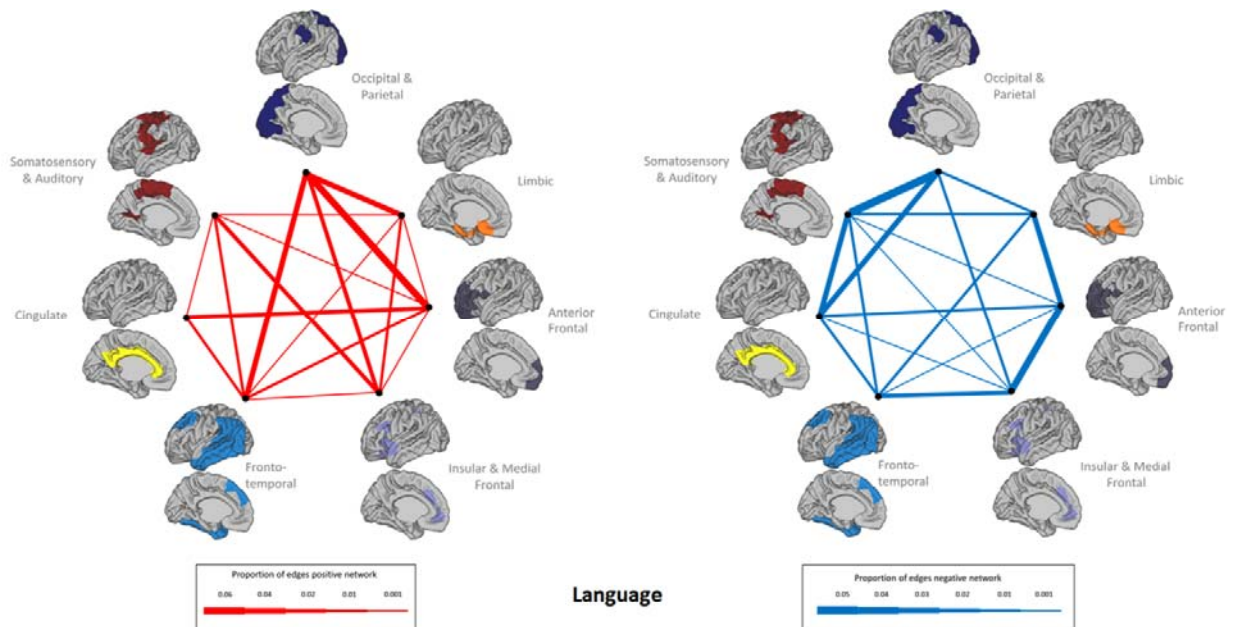 Occipital &
Parietal
Somatosensory
& Auditory
Limbic
Cingulate
Anterior
Frontal
Fronto-
temporal
Insular & Medial
Frontal
Proportion of edges positive network
0.06 0.04 0.02 0.01 0.001
Language
Occipital &
Parietal
Somatosensory
& Auditory
Limbic
Cingulate
Anterior
Frontal
Fronto-
temporal
Insular & Medial
Frontal
Proportion of edges negative network
0.05 0.04 0.03 0.01 0.001